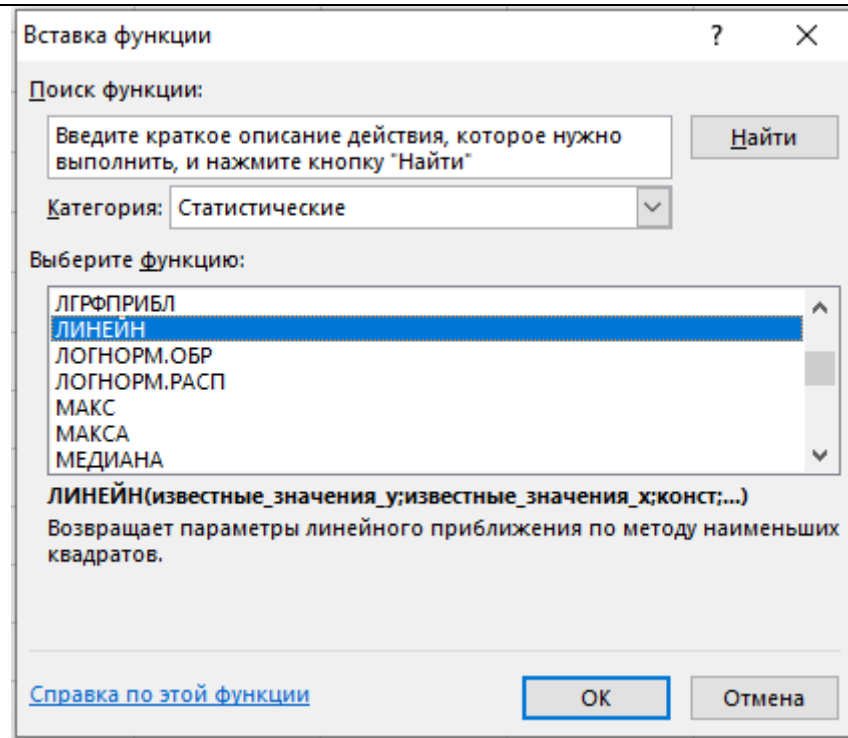 Вставка функции
?
Поиск функции:
Введите краткое описание действия, которое нужно
выполнить, и нажмите кнопку "Найти"
Найти
Категория: Статистические
Выберите функцию:
ЛГРФПРИБЛ
ЛИНЕЙН
ЛОГНОРМ.ОБР
ЛОГНОРМ.РАСП
МАКС
МАКСА
МЕДИАНА
ЛИНЕЙН(известные_значения_y;известные_значения_x;конст;...)
Возвращает параметры линейного приближения по методу наименьших
квадратов.
Справка по этой функции
ОК
Отмена